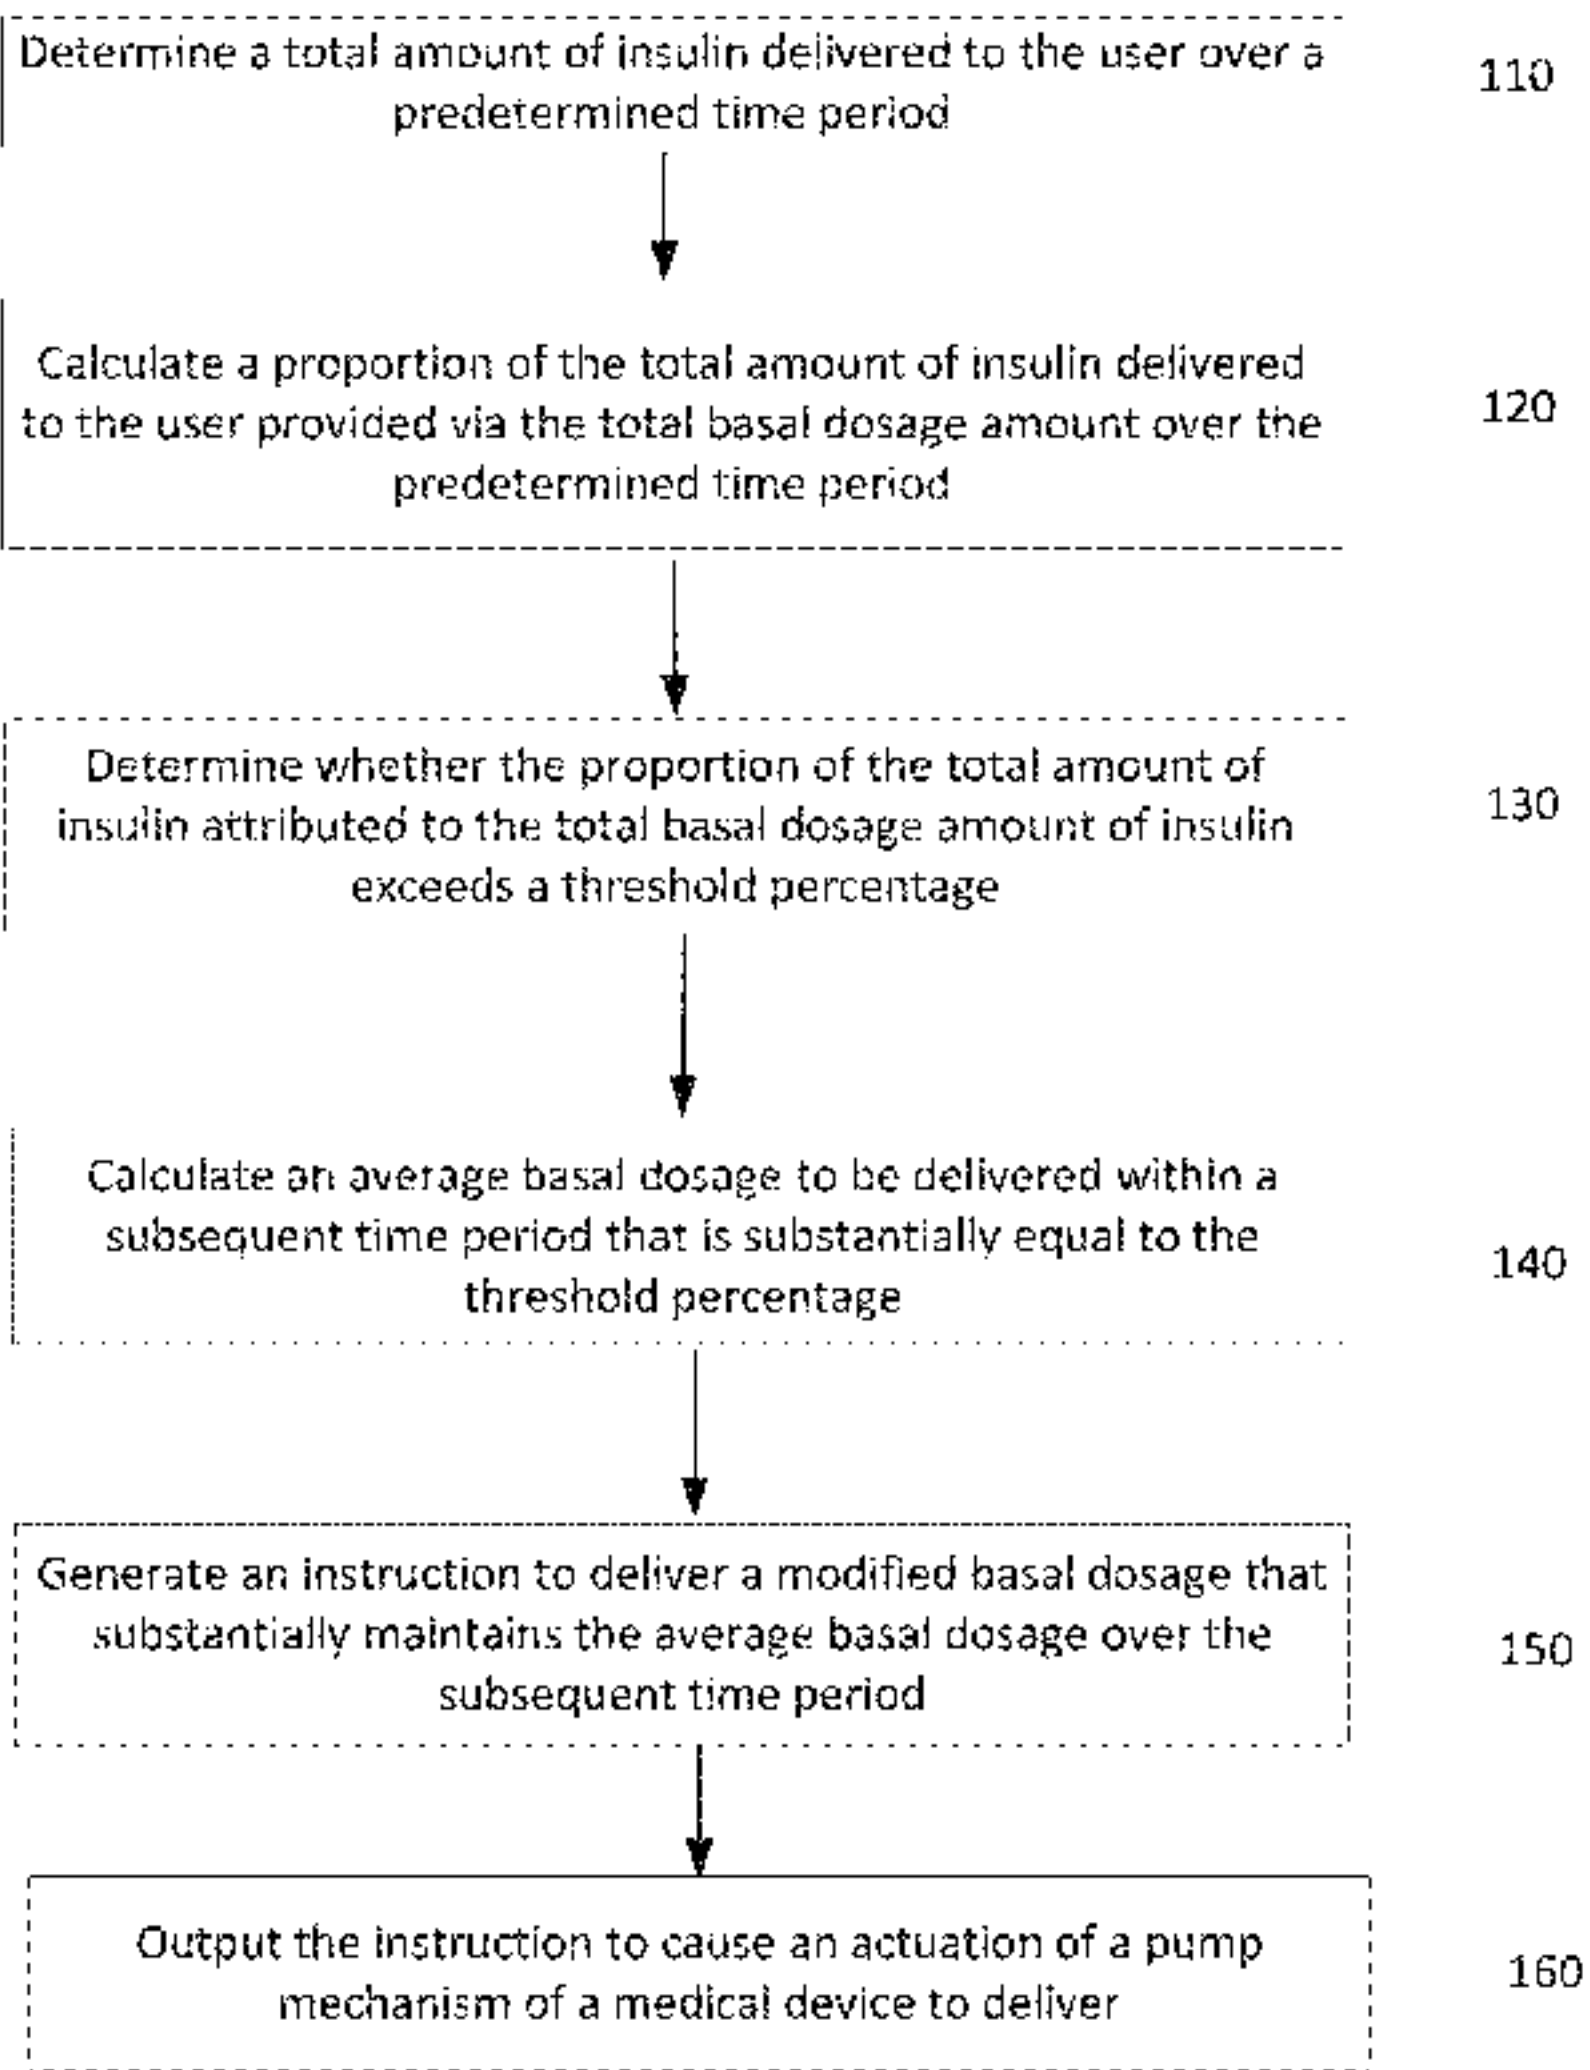 Determine a total amount of insulin delivered to the user over a
predetermined time period
110
Calculate a proportion of the total amount of insulin delivered
to the user provided via the total basal dosage amount over the
predetermined time period
120
Determine whether the proportion of the total amount of
insulin attributed to the total basal dosage amount of insulin
exceeds a threshold percentage
130
Calculate an average basal dosage to be delivered within a
subsequent time period that is substantially equal to the
threshold percentage
140
Generate an instruction to deliver a modified basal dosage that
substantially maintains the average basal dosage over the
subsequent time period
150
Output the instruction to cause an actuation of a pump
mechanism of a medical device to deliver
160